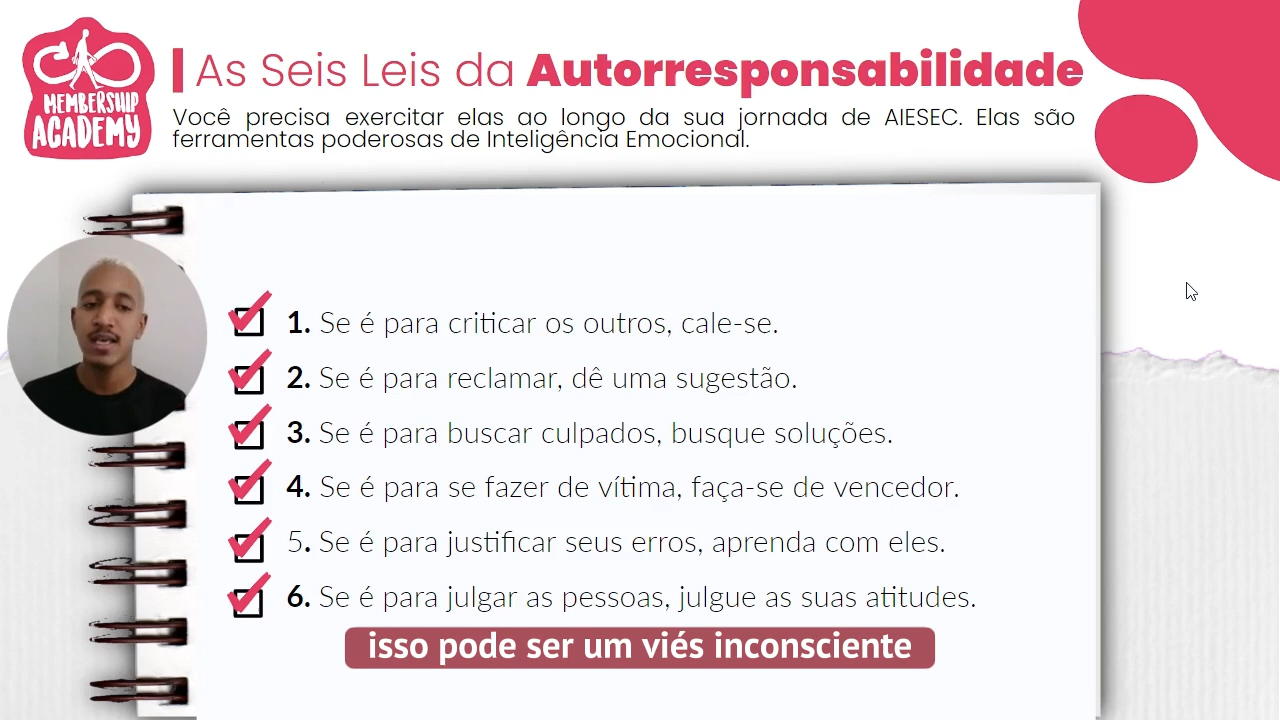 MEMBERSHIP
ACADEMY
As Seis Leis da Autorresponsabilidade
Você precisa exercitar elas ao longo da sua jornada de AIESEC. Elas são
ferramentas poderosas de Inteligência Emocional.
1. Se é para criticar os outros, cale-se.
2. Se é para reclamar, dê uma sugestão.
3. Se é para buscar culpados, busque soluções.
4. Se é para se fazer de vítima, faça-se de vencedor.
5. Se é para justificar seus erros, aprenda com eles.
6. Se é para julgar as pessoas, julgue as suas atitudes.
isso pode ser um viés inconsciente